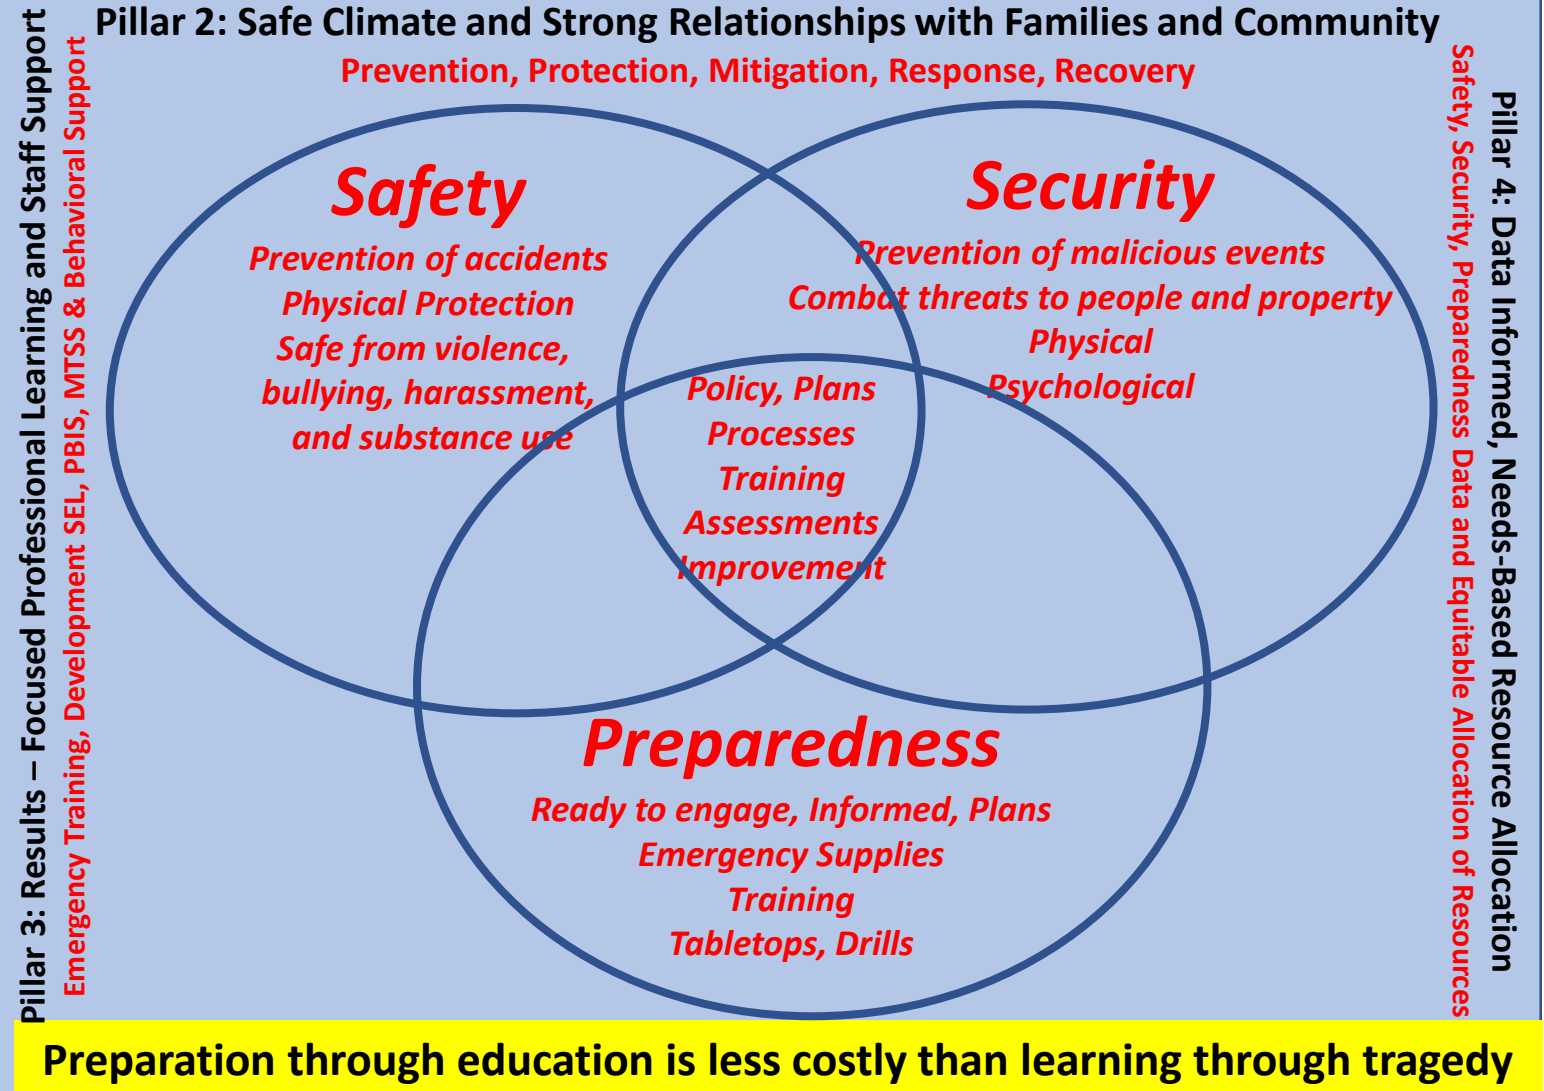 Pillar 2: Safe Climate and Strong Relationships with Families and Community
Prevention, Protection, Mitigation, Response, Recovery
Pillar 3: Results – Focused Professional Learning and Staff Support
Emergency Training, Development SEL, PBIS, MTSS & Behavioral Support
Safety
Prevention of accidents
Physical Protection
Safe from violence,
bullying, harassment,
and substance use
Security
Prevention of malicious events
Combat threats to people and property
Physical
Psychological
Policy, Plans
Processes
Training
Assessments
Improvement
Preparedness
Ready to engage, Informed, Plans
Emergency Supplies
Training
Tabletops, Drills
Safety, Security, Preparedness Data and Equitable Allocation of Resources
Pillar 4: Data Informed, Needs-Based Resource Allocation
Preparation through education is less costly than learning through tragedy